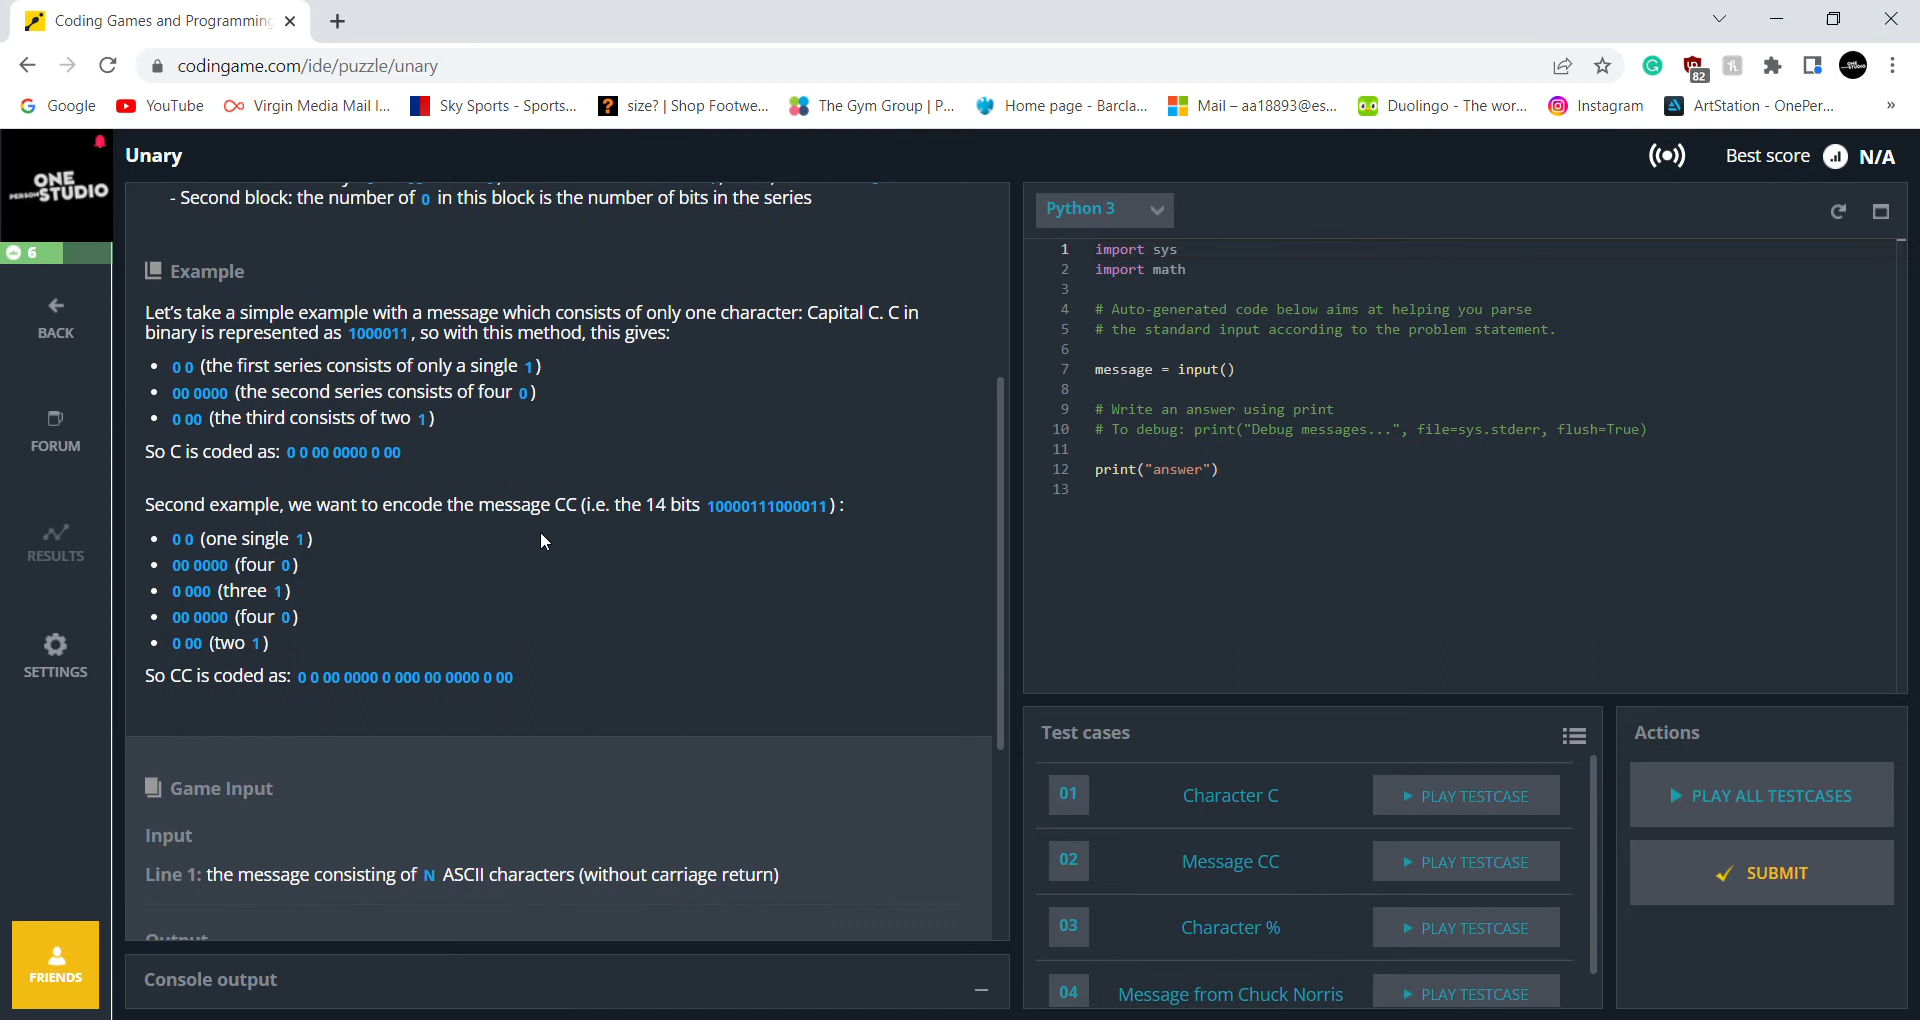 Coding Games and Programming
codingame.com/ide/puzzle/unary
82
Google
YouTube
Virgin Media Mail l...
Sky Sports - Sports...
size? | Shop Footwe...
The Gym Group | P...
Home page - Barcla...
Mail – aa18893@es...
Duolingo - The wor...
Instagram
ArtStation - OnePer...
»
ONE
PERSON STUDIO
Unary
Best score
N/A
6
- Second block: the number of 0 in this block is the number of bits in the series
BACK
FORUM
RESULTS
SETTINGS
FRIENDS
Example
Let's take a simple example with a message which consists of only one character: Capital C. C in
binary is represented as 1000011, so with this method, this gives:
• 0 0 (the first series consists of only a single 1)
• 00 0000 (the second series consists of four 0)
• 0 00 (the third consists of two 1)
So C is coded as: 0 0 00 0000 0 00
Second example, we want to encode the message CC (i.e. the 14 bits 10000111000011) :
• 0 0 (one single 1)
• 00 0000 (four 0)
• 0 000 (three 1)
• 00 0000 (four 0)
• 0 00 (two 1)
So CC is coded as: 0 0 00 0000 0 000 00 0000 0 00
Game Input
Input
Line 1: the message consisting of N ASCII characters (without carriage return)
Output
Console output
Python 3
1 import sys
2 import math
3
4 # Auto-generated code below aims at helping you parse
5 # the standard input according to the problem statement.
6
7 message = input()
8
9 # Write an answer using print
10 # To debug: print("Debug messages...", file=sys.stderr, flush=True)
11
12 print("answer")
13
Test cases
01 Character C PLAY TESTCASE
02 Message CC PLAY TESTCASE
03 Character % PLAY TESTCASE
04 Message from Chuck Norris PLAY TESTCASE
Actions
PLAY ALL TESTCASES
SUBMIT